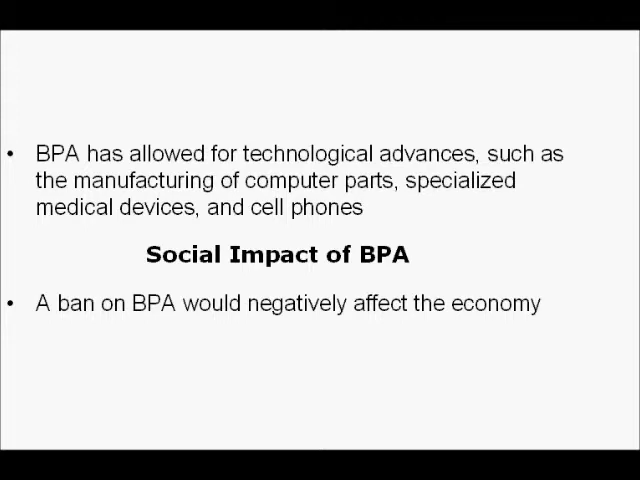 • BPA has allowed for technological advances, such as
the manufacturing of computer parts, specialized
medical devices, and cell phones
Social Impact of BPA
• A ban on BPA would negatively affect the economy